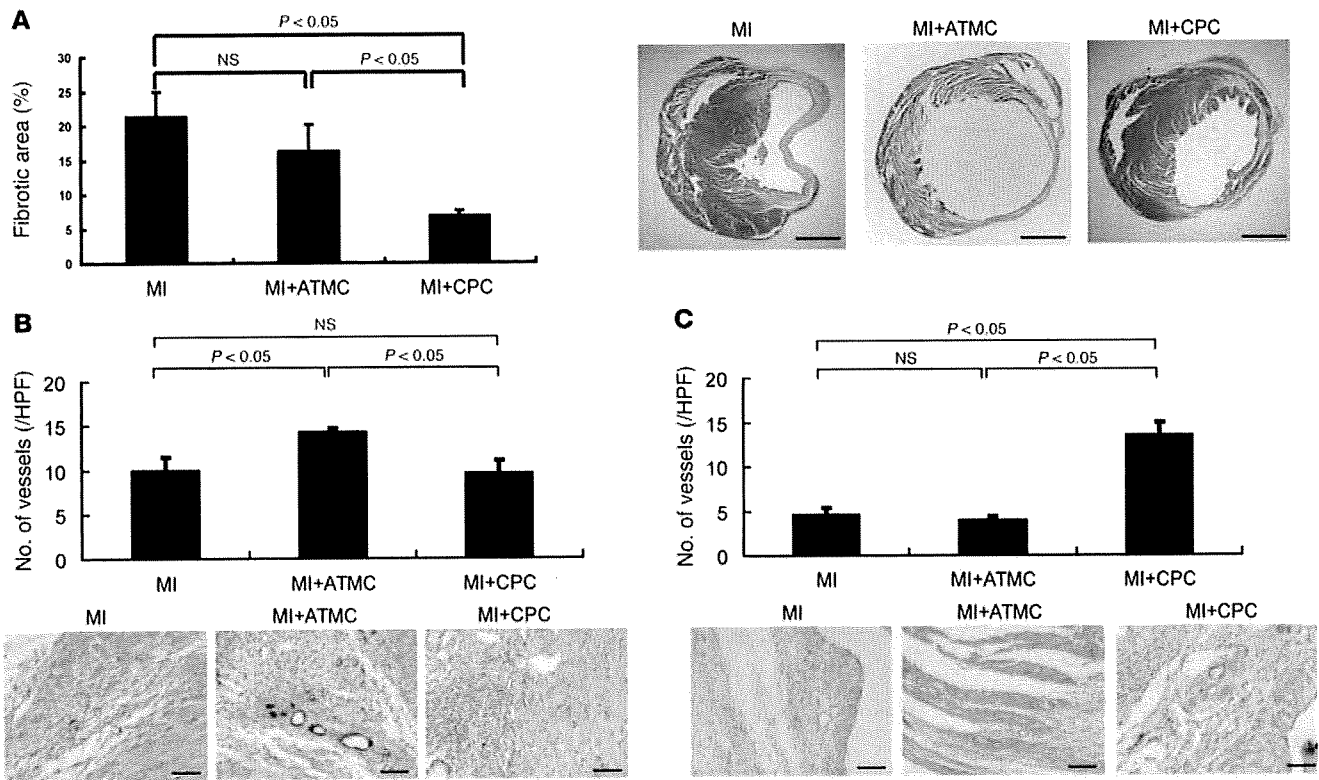 A
P < 0.05
NS
P < 0.05
Fibrotic area (%)
30
25
20
15
10
5
0
MI
MI+ATMC
MI+CPC
MI
MI+ATMC
MI+CPC
B
NS
P < 0.05
P < 0.05
No. of vessels (/HPF)
20
15
10
5
0
MI
MI+ATMC
MI+CPC
MI
MI+ATMC
MI+CPC
C
P < 0.05
NS
P < 0.05
No. of vessels (/HPF)
20
15
10
5
0
MI
MI+ATMC
MI+CPC
MI
MI+ATMC
MI+CPC